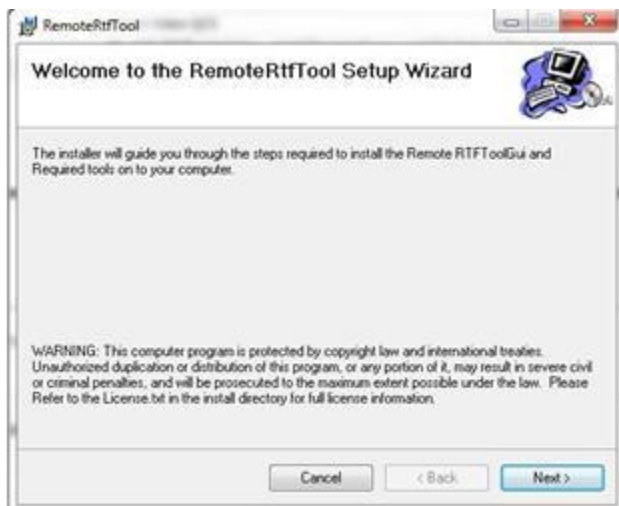 RemoteRtfTool
Welcome to the RemoteRtfTool Setup Wizard
The installer will guide you through the steps required to install the Remote RTFToolGui and
Required tools on to your computer.
WARNING: This computer program is protected by copyright law and international treaties.
Unauthorized duplication or distribution of this program, or any portion of it, may result in severe civil
or criminal penalties, and will be prosecuted to the maximum extent possible under the law. Please
Refer to the License.txt in the install directory for full license information.
Cancel
< Back
Next >